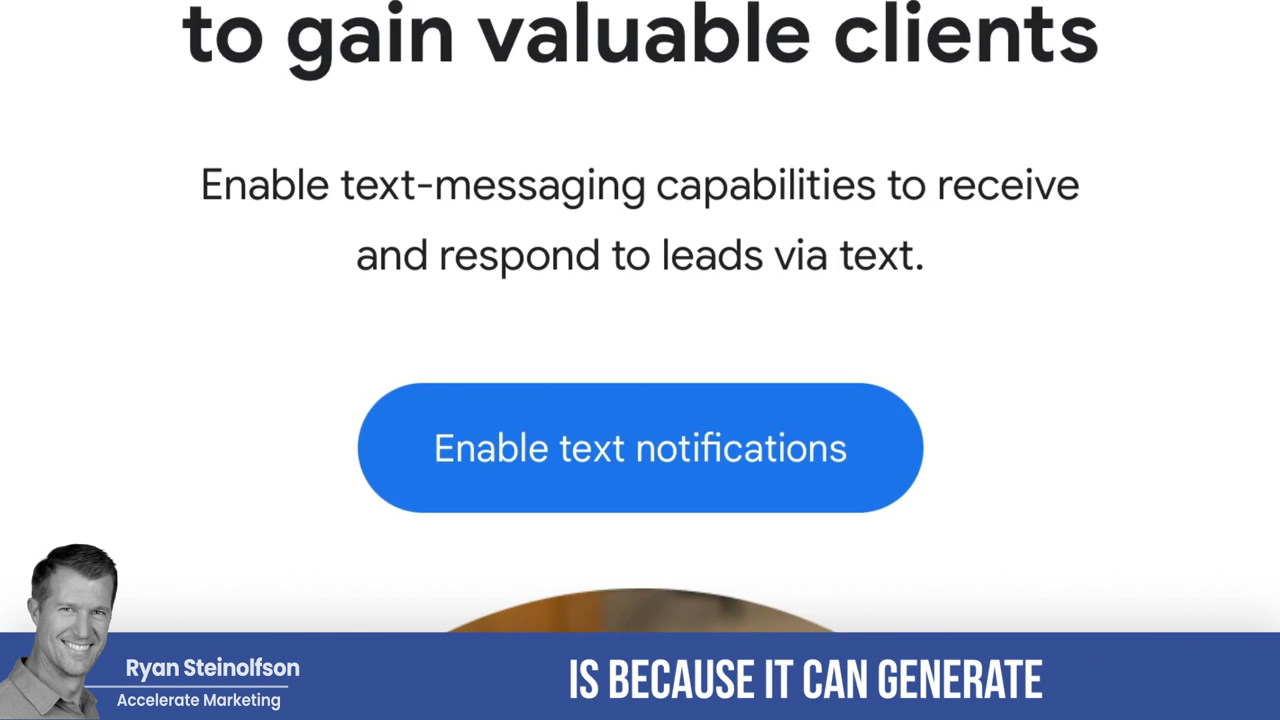 to gain valuable clients
Enable text-messaging capabilities to receive
and respond to leads via text.
Enable text notifications
Ryan Steinolfson
Accelerate Marketing
IS BECAUSE IT CAN GENERATE